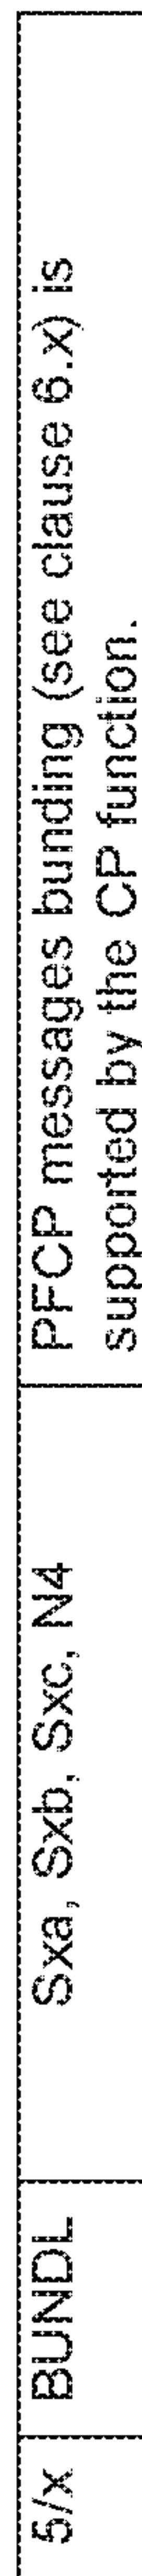 5/x BUNDL Sxa, Sxb, Sxc, N4 PFCP messages bunding (see clause 6.x) is
supported by the CP function.